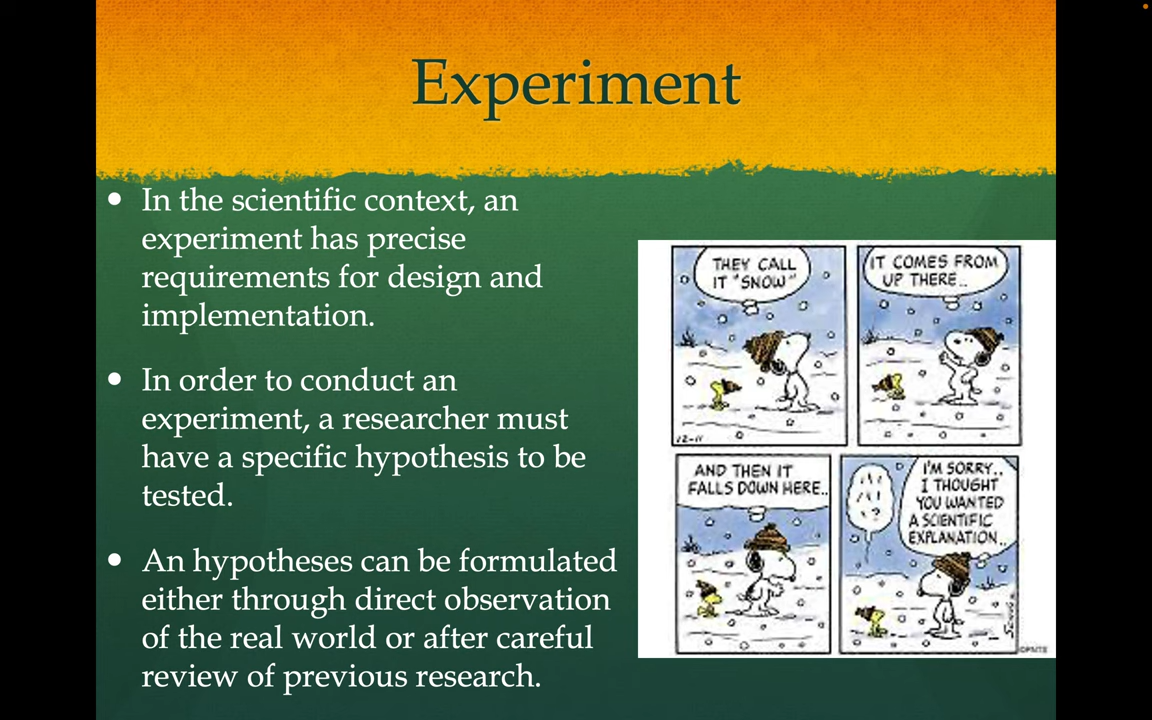 Experiment
In the scientific context, an
experiment has precise
requirements for design and
implementation.
In order to conduct an
experiment, a researcher must
have a specific hypothesis to be
tested.
An hypotheses can be formulated
either through direct observation
of the real world or after careful
review of previous research.
THEY CALL
IT "SNOW"
IT COMES FROM
UP THERE..
12-11
AND THEN IT
FALLS DOWN HERE..
?
I'M SORRY..
I THOUGHT
YOU WANTED
A SCIENTIFIC
EXPLANATION..